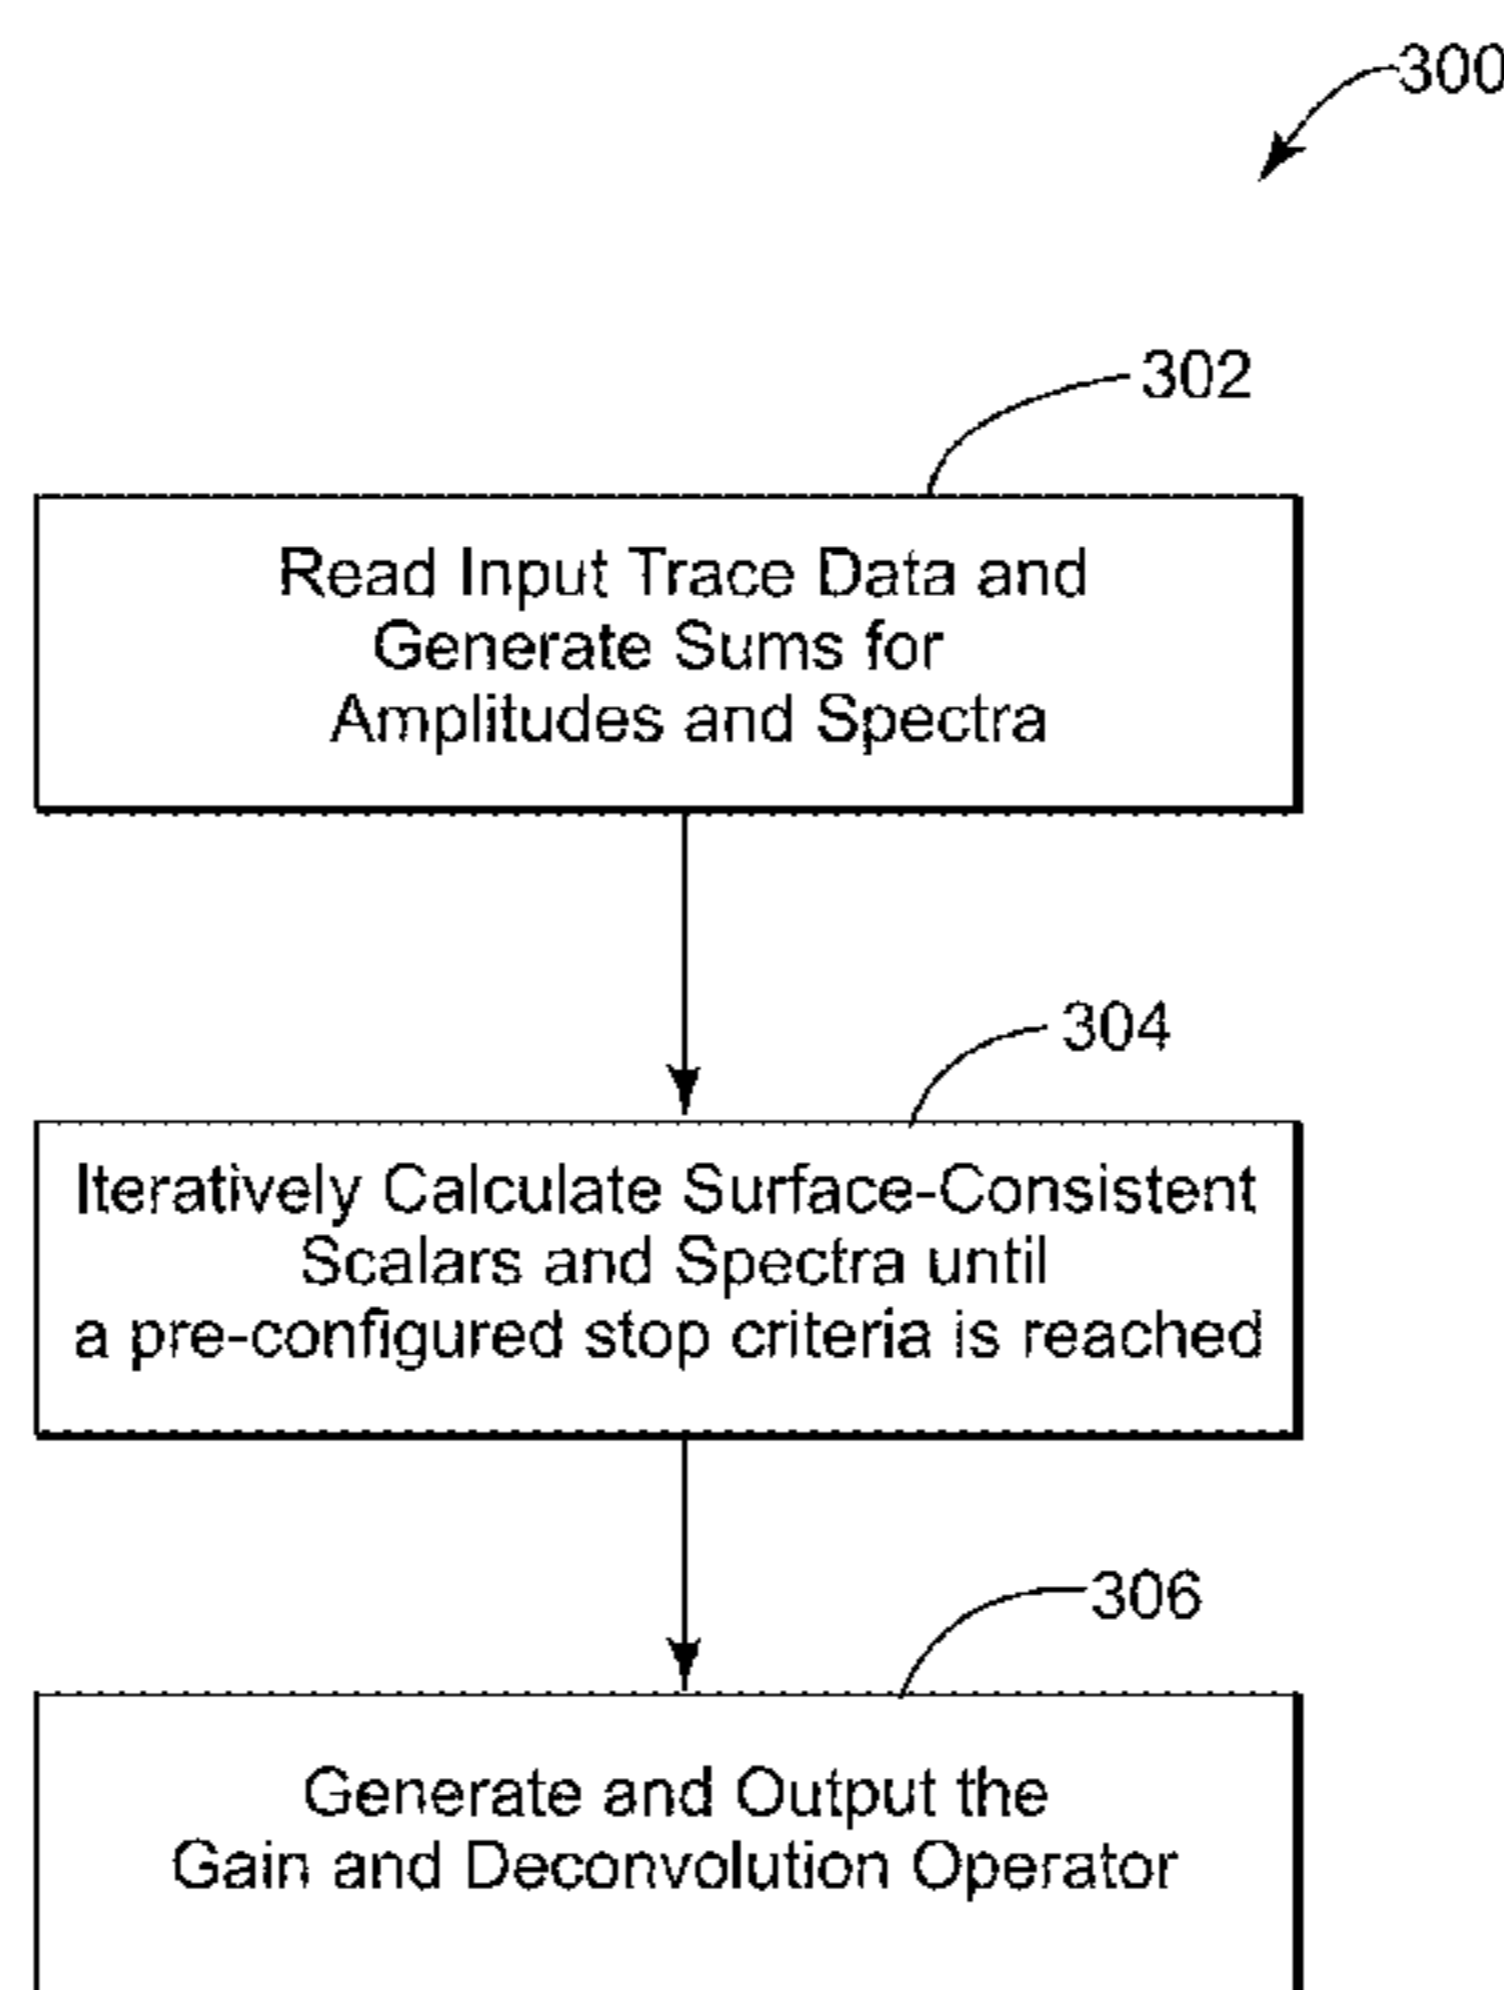 300
302
Read Input Trace Data and
Generate Sums for
Amplitudes and Spectra
304
Iteratively Calculate Surface-Consistent
Scalars and Spectra until
a pre-configured stop criteria is reached
306
Generate and Output the
Gain and Deconvolution Operator